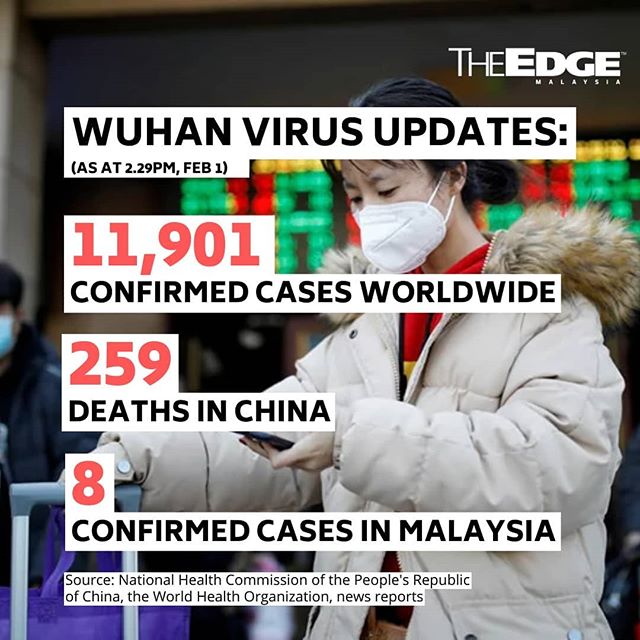 THEEDGE™
MALAYSIA
WUHAN VIRUS UPDATES:
(AS AT 2.29PM, FEB 1)
11,901
CONFIRMED CASES WORLDWIDE
259
DEATHS IN CHINA
8
CONFIRMED CASES IN MALAYSIA
Source: National Health Commission of the People's Republic
of China, the World Health Organization, news reports